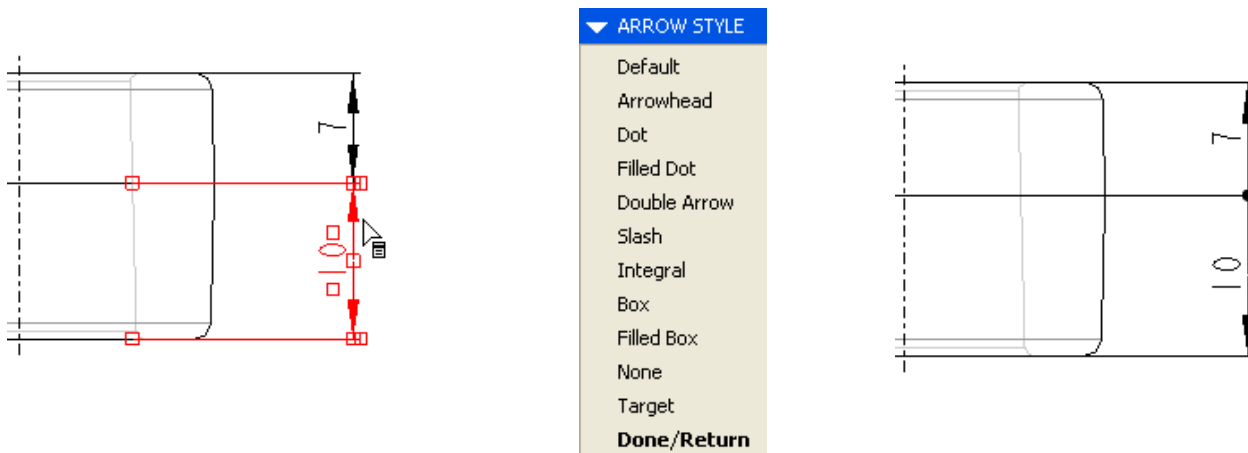 7
10
ARROW STYLE
Default
Arrowhead
Dot
Filled Dot
Double Arrow
Slash
Integral
Box
Filled Box
None
Target
Done/Return
7
10